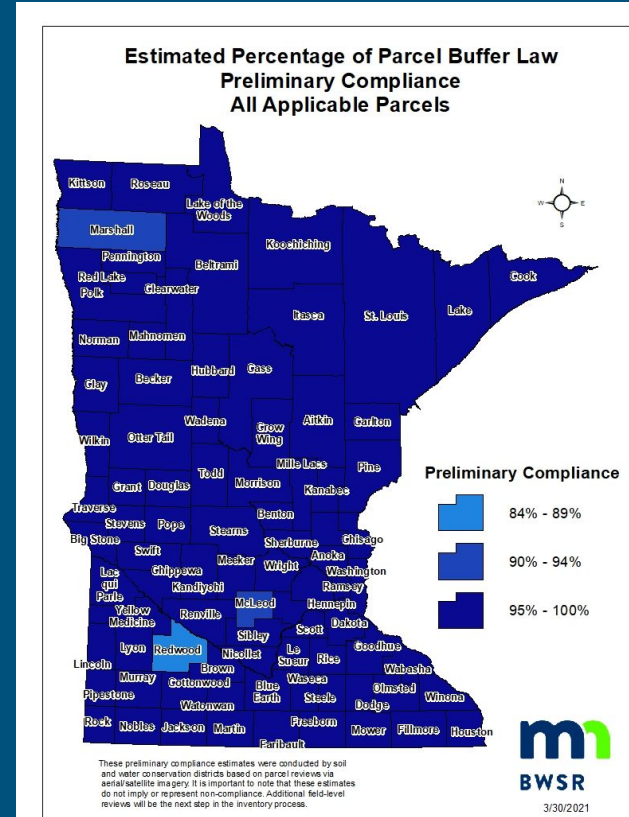 Estimated Percentage of Parcel Buffer Law
Preliminary Compliance
All Applicable Parcels
N
W E
S
Kittson
Roseau
Lake of the
Woods
Marshall
Koochiching
Pennington
Beltrami
Cook
Red Lake
Polk
Clearwater
Itasca
St. Louis
Lake
Norman
Mahnomen
Hubbard
Cass
Clay
Becker
Wadena
Crow
Wing
Aitkin
Carlton
Wilkin
Otter Tail
Todd
Mille Lacs
Pine
Grant
Douglas
Morrison
Kanabec
Traverse
Stevens
Pope
Benton
Big Stone
Stearns
Sherburne
Chisago
Swift
Anoka
Meeker
Wright
Washington
Lac
qui
Parle
Chippewa
Kandiyohi
Ramsey
Hennepin
Yellow
Medicine
Renville
McLeod
Dakota
Scott
Sibley
Goodhue
Lyon
Redwood
Nicollet
Le
Sueur
Rice
Lincoln
Brown
Wabasha
Murray
Cottonwood
Blue
Earth
Waseca
Olmsted
Pipestone
Watonwan
Steele
Dodge
Winona
Rock
Nobles
Jackson
Martin
Freeborn
Mower
Fillmore
Houston
Faribault
Preliminary Compliance
84% - 89%
90% - 94%
95% - 100%
These preliminary compliance estimates were conducted by soil
and water conservation districts based on parcel reviews via
aerial/satellite imagery. It is important to note that these estimates
do not imply or represent non-compliance. Additional field-level
reviews will be the next step in the inventory process.
mn
BWSR
3/30/2021